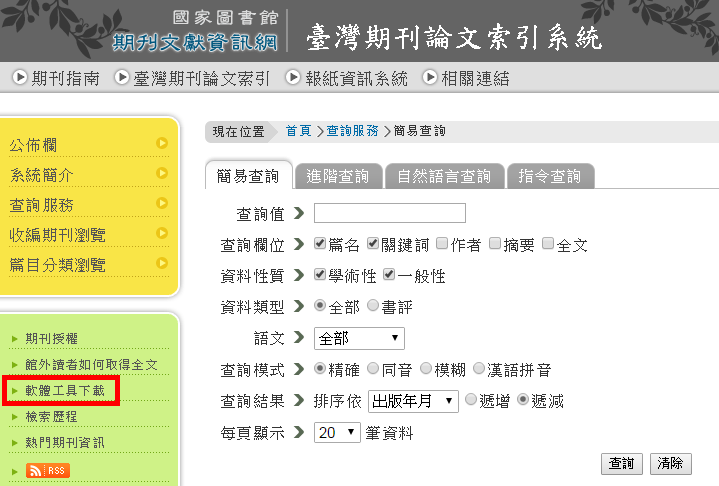 國家圖書館
期刊文獻資訊網
臺灣期刊論文索引系統
期刊指南 臺灣期刊論文索引 報紙資訊系統 相關連結
公佈欄
系統簡介
查詢服務
收編期刊瀏覽
篇目分類瀏覽
期刊授權
館外讀者如何取得全文
軟體工具下載
檢索歷程
熱門期刊資訊
RSS
現在位置 首頁 查詢服務 簡易查詢
簡易查詢 進階查詢 自然語言查詢 指令查詢
查詢值
查詢欄位 篇名 關鍵詞 作者 摘要 全文
資料性質 學術性 一般性
資料類型 全部 書評
語文 全部
查詢模式 精確 同音 模糊 漢語拼音
查詢結果 排序依 出版年月 遞增 遞減
每頁顯示 20 筆資料
查詢 清除